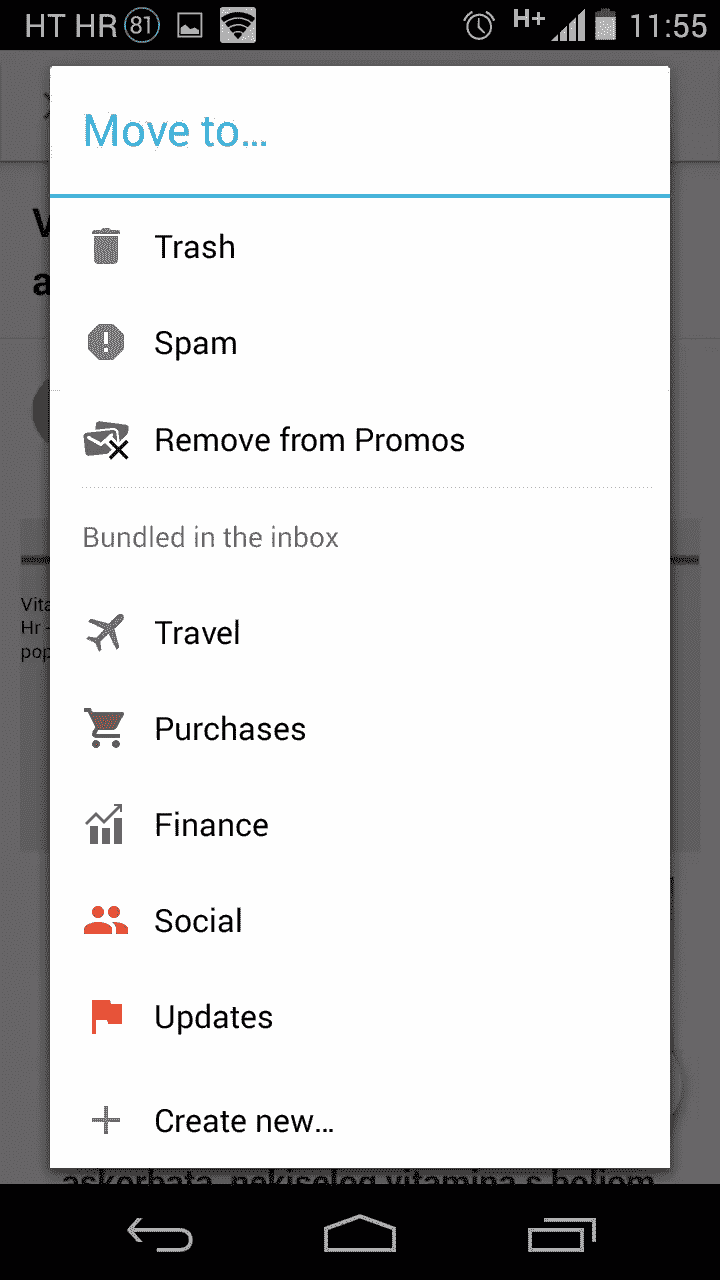 HT HR 81 H+ 11:55
Move to...
Trash
Spam
Remove from Promos
Bundled in the inbox
Travel
Purchases
Finance
Social
Updates
Create new...